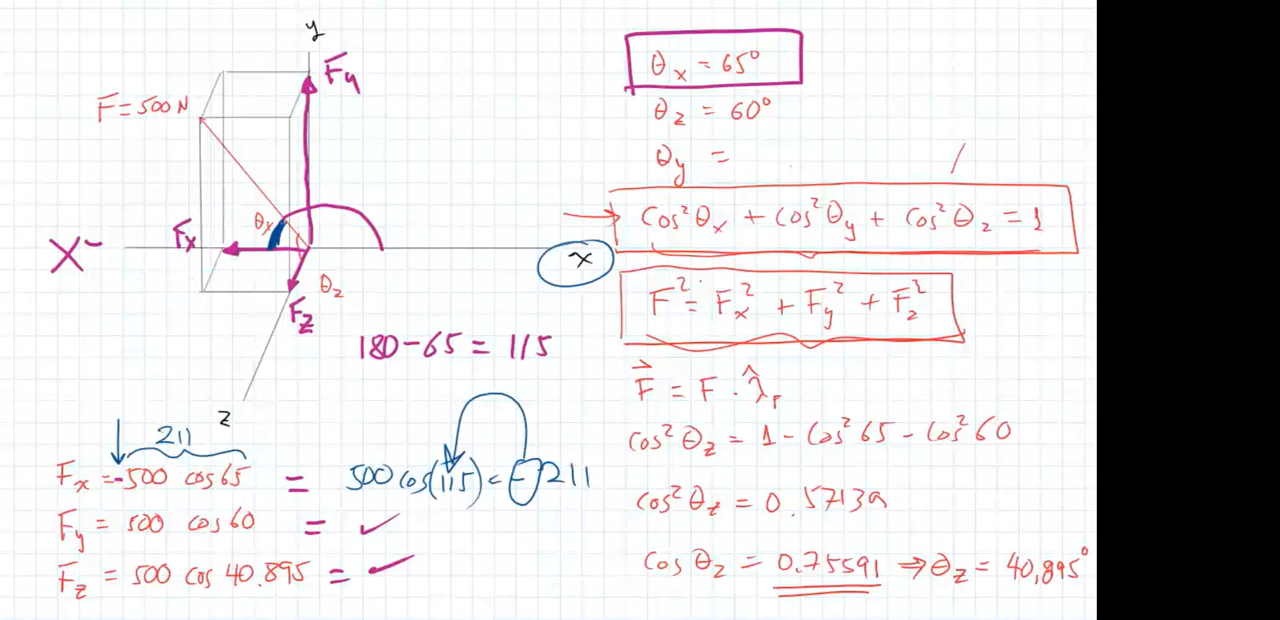 y
F̄y
F = 500 N
θx
Fx
X⁻
x
θz
Fz
180 - 65 = 115
z
211
Fx = -500 cos 65 = 500 cos(115) = -211
Fy = 500 cos 60 = ✓
Fz = 500 cos 40.895 = ✓
θx = 65°
θz = 60°
θy =
→ Cos²θx + Cos²θy + Cos²θz = 1
F² = Fx² + Fy² + Fz²
F⃗ = F · λ̂F
Cos²θz = 1 - Cos²65 - Cos²60
Cos²θz = 0.57139
Cos θz = 0.75591 ⇒ θz = 40,895°